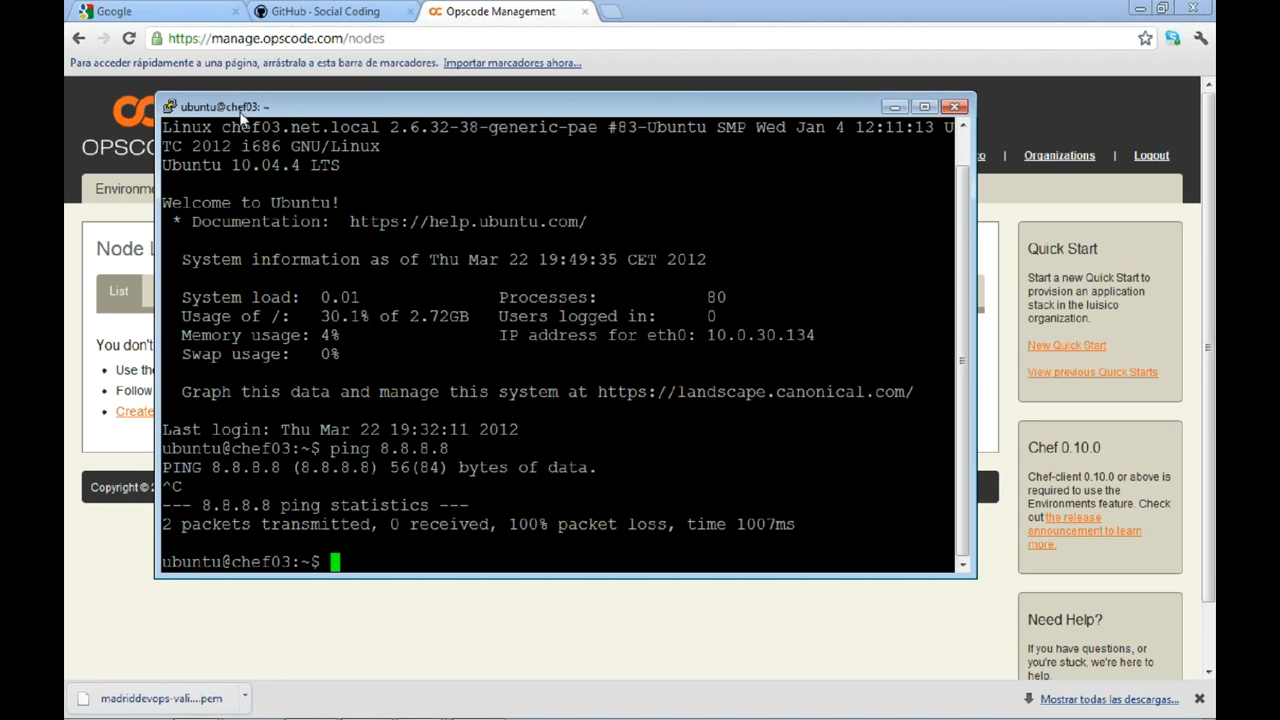 Google
GitHub · Social Coding
Opscode Management
https://manage.opscode.com/nodes
Para acceder rápidamente a una página, arrástrala a esta barra de marcadores. Importar marcadores ahora...
ubuntu@chef03: ~
Linux chef03.net.local 2.6.32-38-generic-pae #83-Ubuntu SMP Wed Jan 4 12:11:13 U
TC 2012 i686 GNU/Linux
Ubuntu 10.04.4 LTS
Welcome to Ubuntu!
* Documentation: https://help.ubuntu.com/
System information as of Thu Mar 22 19:49:35 CET 2012
System load: 0.01 Processes: 80
Usage of /: 30.1% of 2.72GB Users logged in: 0
Memory usage: 4% IP address for eth0: 10.0.30.134
Swap usage: 0%
Graph this data and manage this system at https://landscape.canonical.com/
Last login: Thu Mar 22 19:32:11 2012
ubuntu@chef03:~$ ping 8.8.8.8
PING 8.8.8.8 (8.8.8.8) 56(84) bytes of data.
^C
--- 8.8.8.8 ping statistics ---
2 packets transmitted, 0 received, 100% packet loss, time 1007ms
ubuntu@chef03:~$
OPSC
co | Organizations | Logout
Environm
Node L
List
You don't
Use the
Follow
Create
Copyright © 2
Quick Start
Start a new Quick Start to
provision an application
stack in the luisico
organization.
New Quick Start
View previous Quick Starts
Chef 0.10.0
Chef-client 0.10.0 or above is
required to use the
Environments feature. Check
out the release
announcement to learn
more.
Need Help?
If you have questions, or
you're stuck, we're here to
help.
madriddevops-vali....pem
Mostrar todas las descargas...